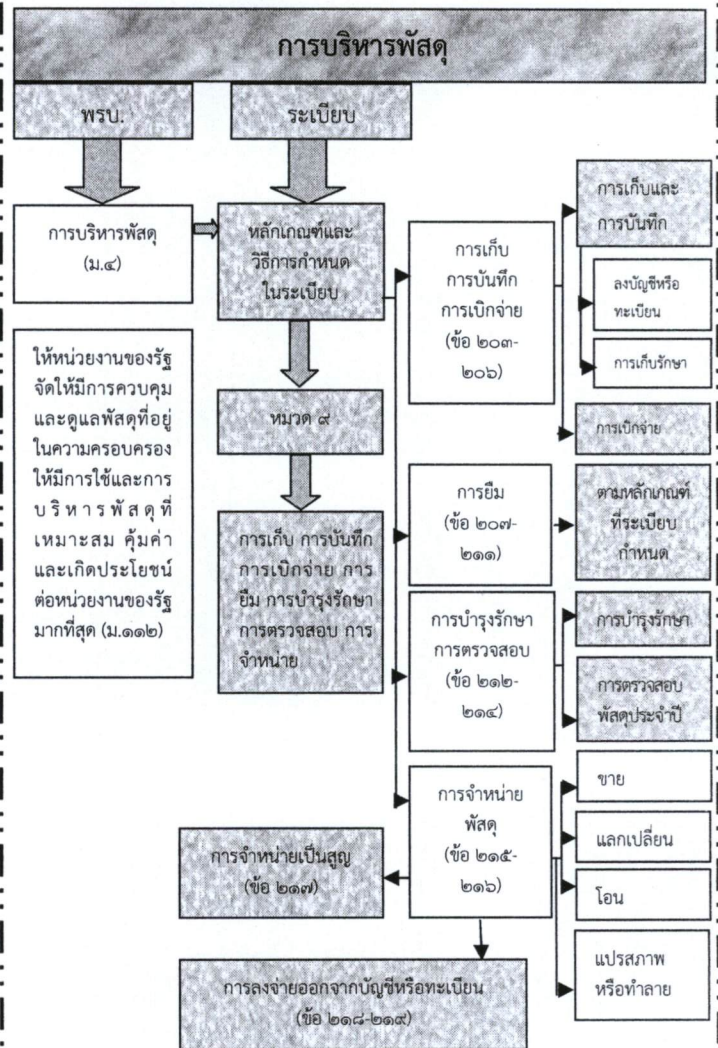 การบริหารพัสดุ
พรบ.
ระเบียบ
การบริหารพัสดุ
(ม.๔)
หลักเกณฑ์และ
วิธีการกำหนด
ในระเบียบ
ให้หน่วยงานของรัฐ
จัดให้มีการควบคุม
และดูแลพัสดุที่อยู่
ในความครอบครอง
ให้มีการใช้และการ
บริหารพัสดุที่
เหมาะสม คุ้มค่า
และเกิดประโยชน์
ต่อหน่วยงานของรัฐ
มากที่สุด (ม.๑๑๒)
หมวด ๙
การเก็บ การบันทึก
การเบิกจ่าย การ
ยืม การบำรุงรักษา
การตรวจสอบ การ
จำหน่าย
การเก็บ
การบันทึก
การเบิกจ่าย
(ข้อ ๒๐๓-
๒๐๖)
การเก็บและ
การบันทึก
ลงบัญชีหรือ
ทะเบียน
การเก็บรักษา
การเบิกจ่าย
การยืม
(ข้อ ๒๐๗-
๒๑๑)
ตามหลักเกณฑ์
ที่ระเบียบ
กำหนด
การบำรุงรักษา
การตรวจสอบ
(ข้อ ๒๑๒-
๒๑๔)
การบำรุงรักษา
การตรวจสอบ
พัสดุประจำปี
การจำหน่าย
พัสดุ
(ข้อ ๒๑๕-
๒๑๖)
ขาย
แลกเปลี่ยน
โอน
แปรสภาพ
หรือทำลาย
การจำหน่ายเป็นสูญ
(ข้อ ๒๑๗)
การลงจ่ายออกจากบัญชีหรือทะเบียน
(ข้อ ๒๑๘-๒๑๙)